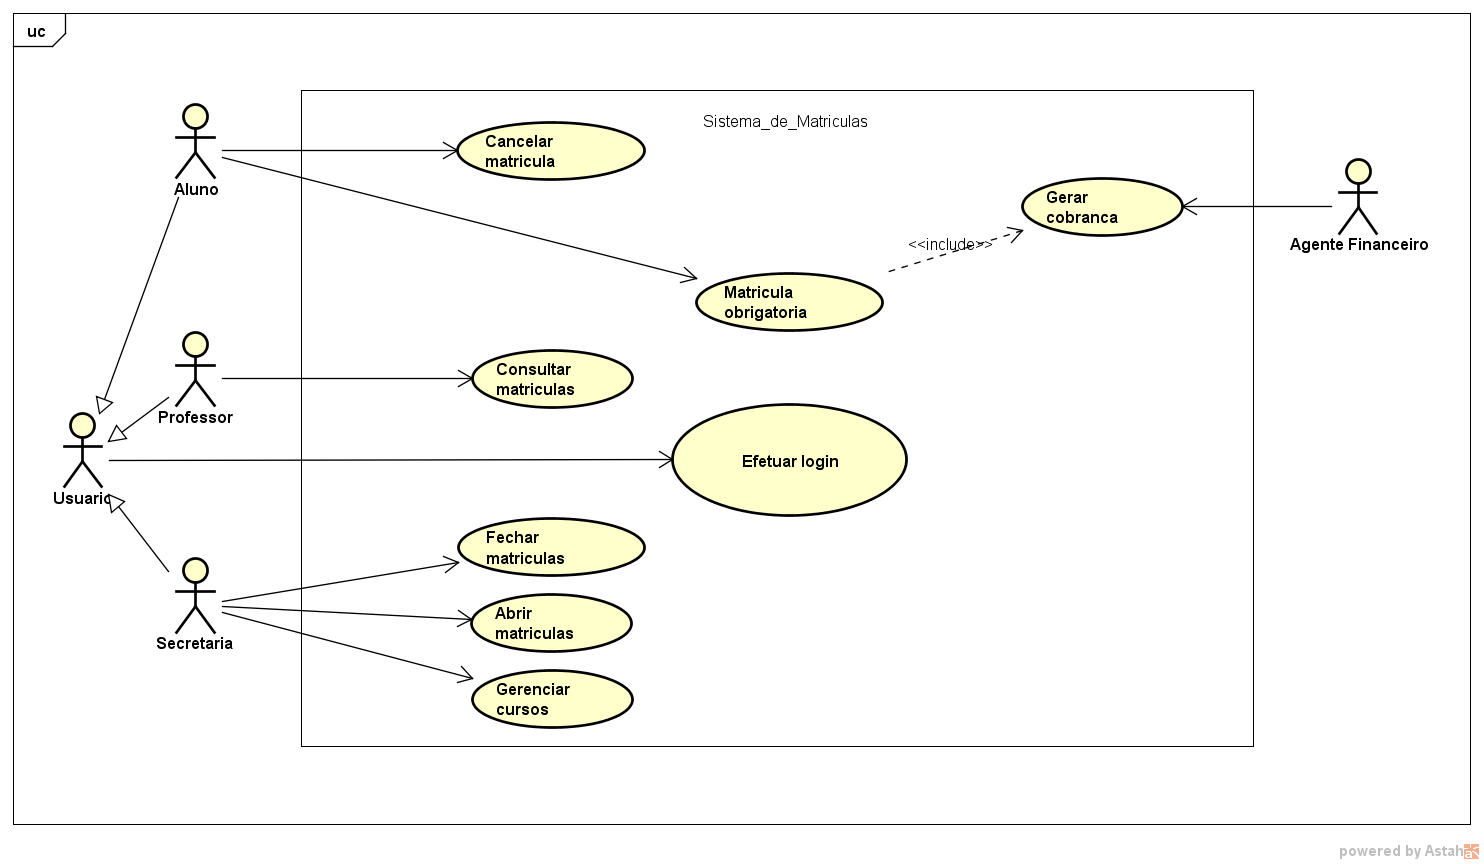 uc
Sistema_de_Matriculas
Cancelar
matricula
Aluno
Gerar
cobranca
Agente Financeiro
<<include>>
Matricula
obrigatoria
Consultar
matriculas
Professor
Efetuar login
Usuario
Fechar
matriculas
Abrir
matriculas
Secretaria
Gerenciar
cursos
powered by Astah